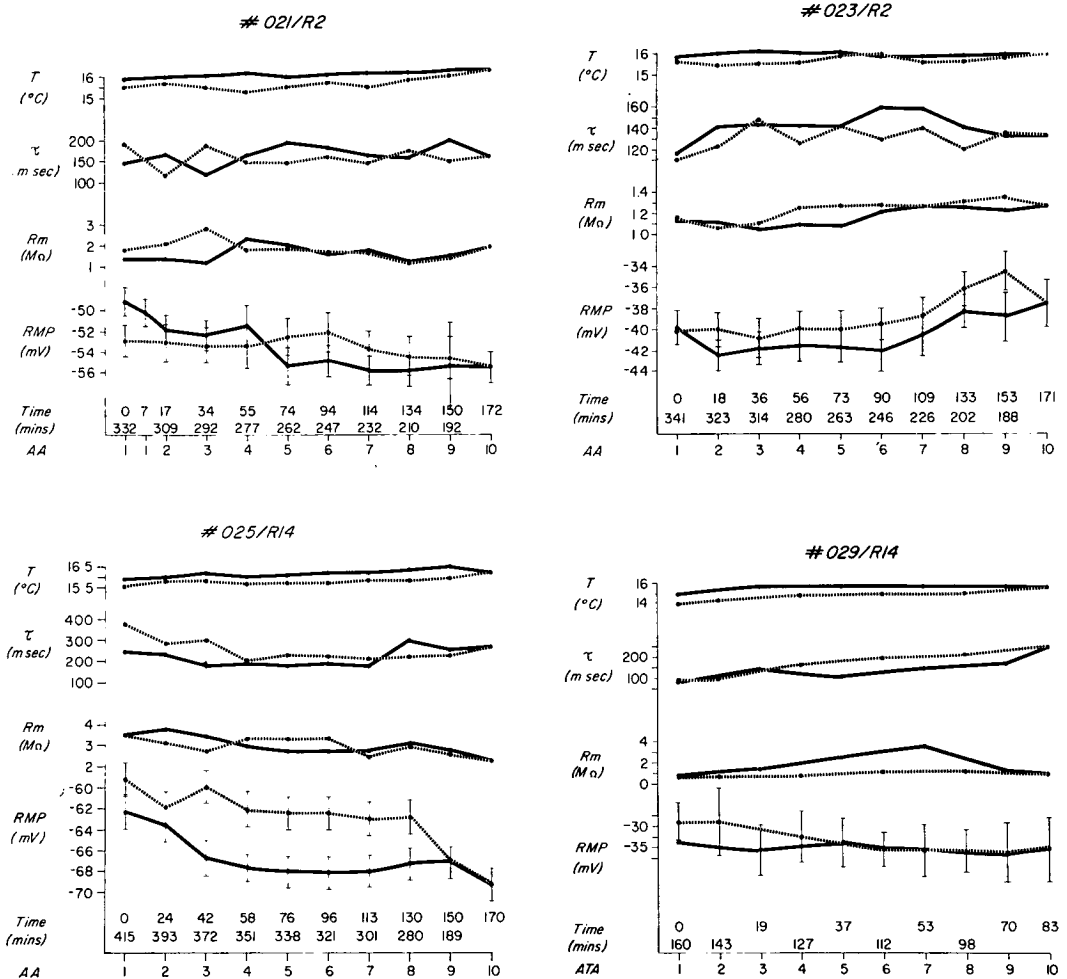 # 021/R2
T
(°C)
16
15
τ
m sec)
200
150
100
Rm
(MΩ)
3
2
1
RMP
(mV)
-50
-52
-54
-56
Time 0 7 17 34 55 74 94 114 134 150 172
(mins) 332 309 292 277 262 247 232 210 192
AA 1 1 2 3 4 5 6 7 8 9 10
# 023/R2
T
(°C)
16
15
τ
(m sec)
160
140
120
Rm
(MΩ)
1.4
1 2
1 0
RMP
(mV)
-34
-36
-38
-40
-42
-44
Time 0 18 36 56 73 90 109 133 153 171
(mins) 341 323 314 280 263 246 226 202 188
AA 1 2 3 4 5 6 7 8 9 10
# 025/R14
T
(°C)
16 5
15 5
τ
(m sec)
400
300
200
100
Rm
(MΩ)
4
3
2
RMP
(mV)
-60
-62
-64
-66
-68
-70
Time 0 24 42 58 76 96 113 130 150 170
(mins) 415 393 372 351 338 321 301 280 189
AA 1 2 3 4 5 6 7 8 9 10
# 029/R14
T
(°C)
16
14
τ
(m sec)
200
100
Rm
(MΩ)
4
2
0
RMP
(mV)
-30
-35
Time 0 19 37 53 70 83
(mins) 160 143 127 112 98
ATA 1 2 3 4 5 6 7 8 9 10